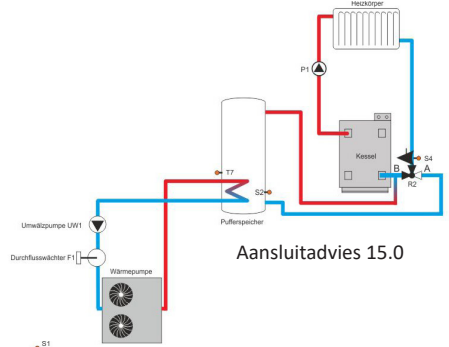 Heizkörper
P1
Kessel
S4
B
A
R2
T7
S2
Pufferspeicher
Umwälzpumpe UW1
Durchflusswächter F1
Wärmepumpe
Aansluitadvies 15.0
S1